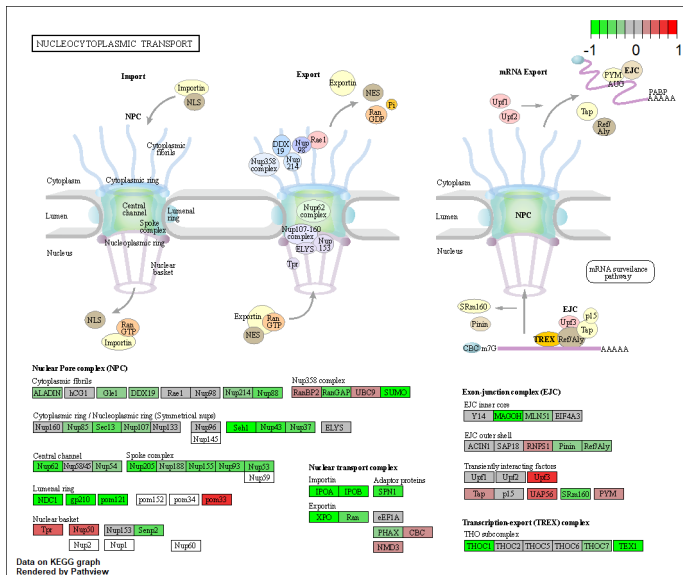 NUCLEOCYTOPLASMIC TRANSPORT
-1 0 1
Import
Importin
NLS
NPC
Cytoplasmic
fibrils
Cytoplasm
Cytoplasmic ring
Lumen
Central
channel
Spoke
complex
Lumenal
ring
Nucleoplasmic ring
Nucleus
Nuclear
basket
NLS
Ran
GTP
Importin
Export
Exportin
NES
Ran
GDP
Pi
DDX
19
Nup
98
Rae1
Nup358
complex
Nup
214
Nup62
complex
Nup107-160
complex
Nup
153
ELYS
Tpr
Exportin
Ran
GTP
NES
mRNA Export
Upf1
Upf2
PYM
EJC
AUG
PABP
AAAAA
Tap
Ref/
Aly
Cytoplasm
Lumen
NPC
Nucleus
mRNA surveilance
pathway
SRm160
Pinin
EJC
p15
Upf3
Tap
TREX
Ref/Aly
CBC
m7G
AAAAA
Nuclear Pore complex (NPC)
Cytoplasmic fibrils
ALADIN hCG1 Gle1 DDX19 Rae1 Nup98 Nup214 Nup88
Nup358 complex
RanBP2 RanGAP UBC9 SUMO
Cytoplasmic ring / Nucleoplasmic ring (Symmetrical nups)
Nup160 Nup85 Sec13 Nup107 Nup133 Nup96 Seh1 Nup43 Nup37 ELYS
Nup145
Central channel
Nup62 Nup58/45 Nup54
Spoke complex
Nup205 Nup188 Nup155 Nup93 Nup53
Nup59
Lumenal ring
NDC1 gp210 pom121 pom152 pom34 pom33
Nuclear basket
Tpr Nup50 Nup153 Senp2
Nup2 Nup1 Nup60
Nuclear transport complex
Importin
IPOA IPOB
Adaptor proteins
SPN1
Exportin
XPO Ran eEF1A
PHAX CBC
NMD3
Exon-junction complex (EJC)
EJC inner core
Y14 MAGOH MLN51 EIF4A3
EJC outer shell
ACIN1 SAP18 RNPS1 Pinin Ref/Aly
Transiently interacting factors
Upf1 Upf2 Upf3
Tap p15 UAP56 SRm160 PYM
Transcription-export (TREX) complex
THO subcomplex
THOC1 THOC2 THOC5 THOC6 THOC7 TEX1
Data on KEGG graph
Rendered by Pathview